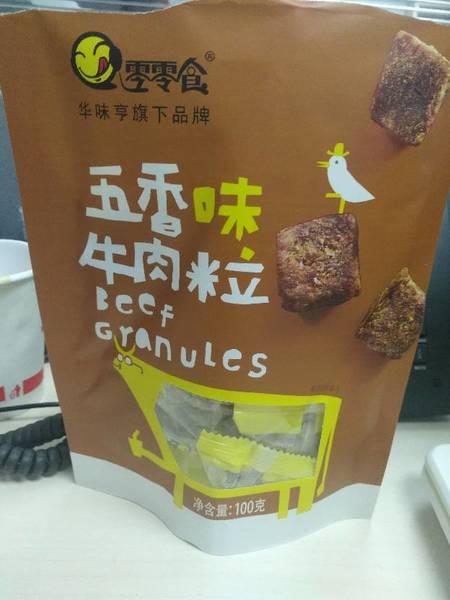 零零食®
华味亨旗下品牌
五香味
牛肉粒
Beef
Granules
净含量:100克